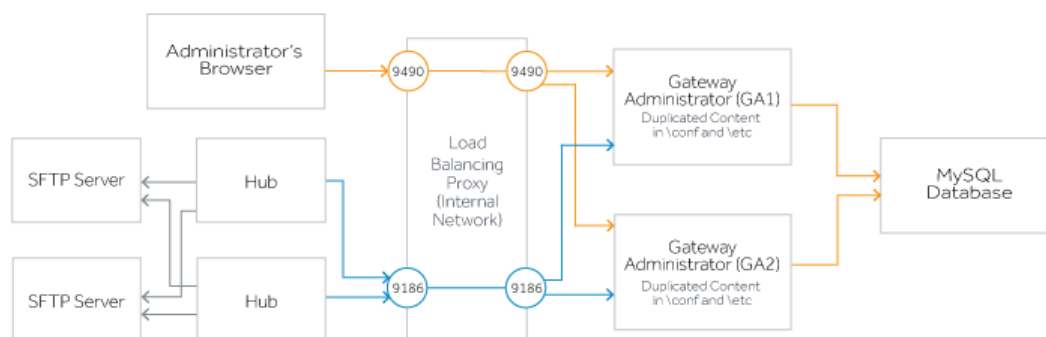 Administrator's
Browser
9490
9490
Gateway
Administrator (GA1)
Duplicated Content
in \conf and \etc
SFTP Server
Hub
Load
Balancing
Proxy
(Internal
Network)
MySQL
Database
Gateway
Administrator (GA2)
Duplicated Content
in \conf and \etc
SFTP Server
Hub
9186
9186